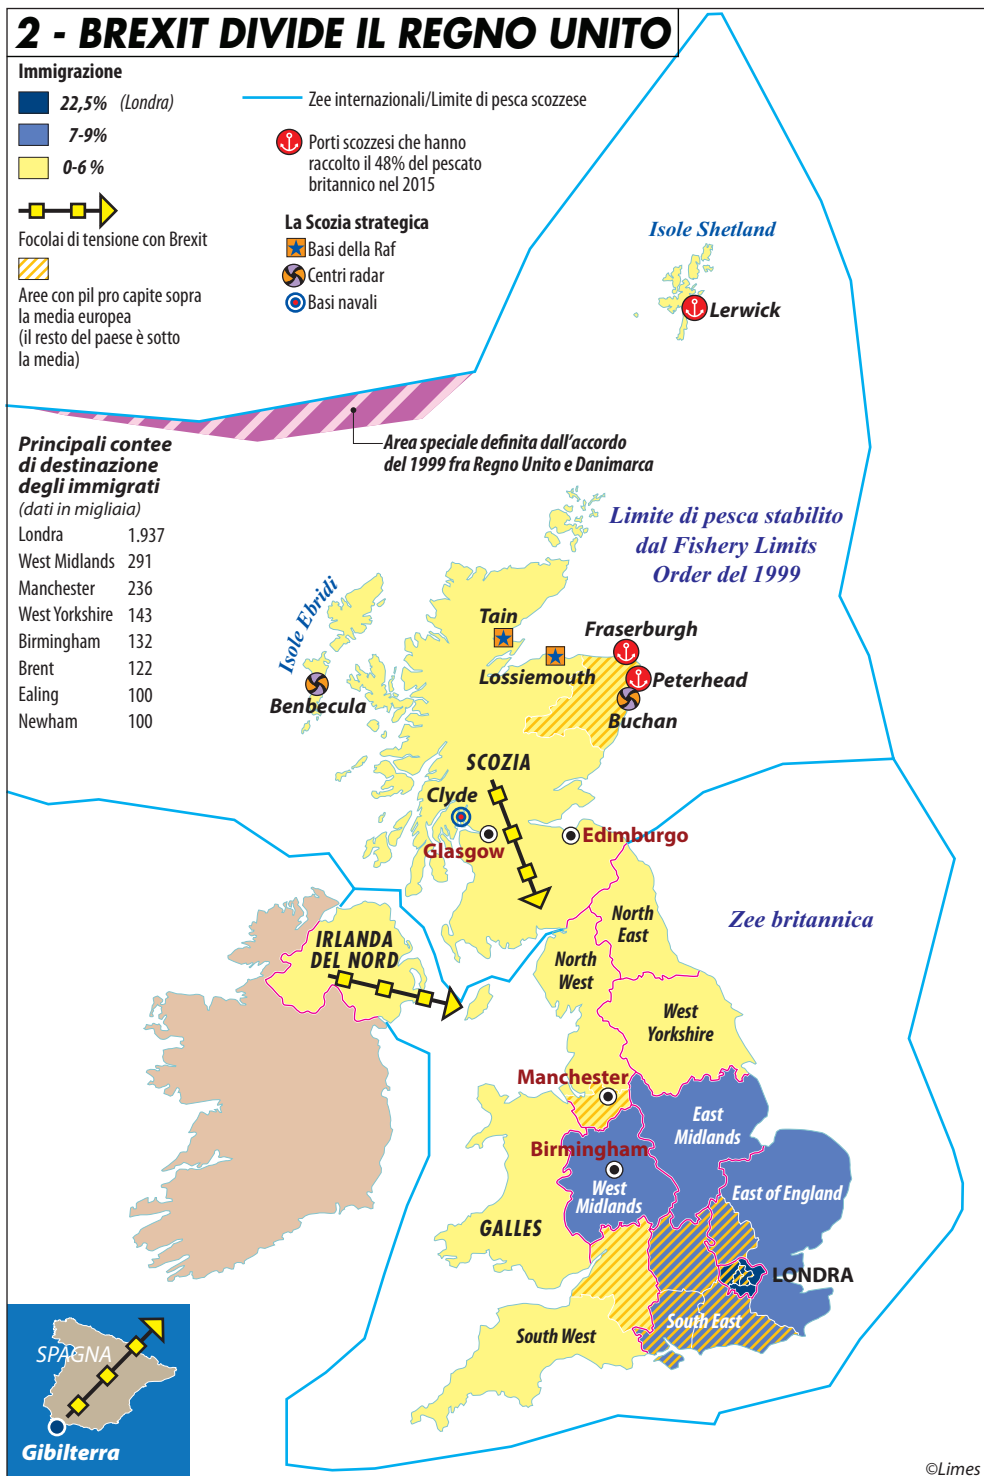 2 - BREXIT DIVIDE IL REGNO UNITO
Immigrazione
22,5% (Londra)
7-9%
0-6 %
Focolai di tensione con Brexit
Aree con pil pro capite sopra
la media europea
(il resto del paese è sotto
la media)
Zee internazionali/Limite di pesca scozzese
Porti scozzesi che hanno
raccolto il 48% del pescato
britannico nel 2015
La Scozia strategica
Basi della Raf
Centri radar
Basi navali
Isole Shetland
Lerwick
Area speciale definita dall'accordo
del 1999 fra Regno Unito e Danimarca
Principali contee
di destinazione
degli immigrati
(dati in migliaia)
Londra 1.937
West Midlands 291
Manchester 236
West Yorkshire 143
Birmingham 132
Brent 122
Ealing 100
Newham 100
Limite di pesca stabilito
dal Fishery Limits
Order del 1999
Isole Ebridi
Tain
Fraserburgh
Lossiemouth
Peterhead
Benbecula
Buchan
SCOZIA
Clyde
Glasgow
Edimburgo
North
East
Zee britannica
IRLANDA
DEL NORD
North
West
West
Yorkshire
Manchester
East
Midlands
Birmingham
West
Midlands
East of England
GALLES
LONDRA
South East
South West
SPAGNA
Gibilterra
©Limes